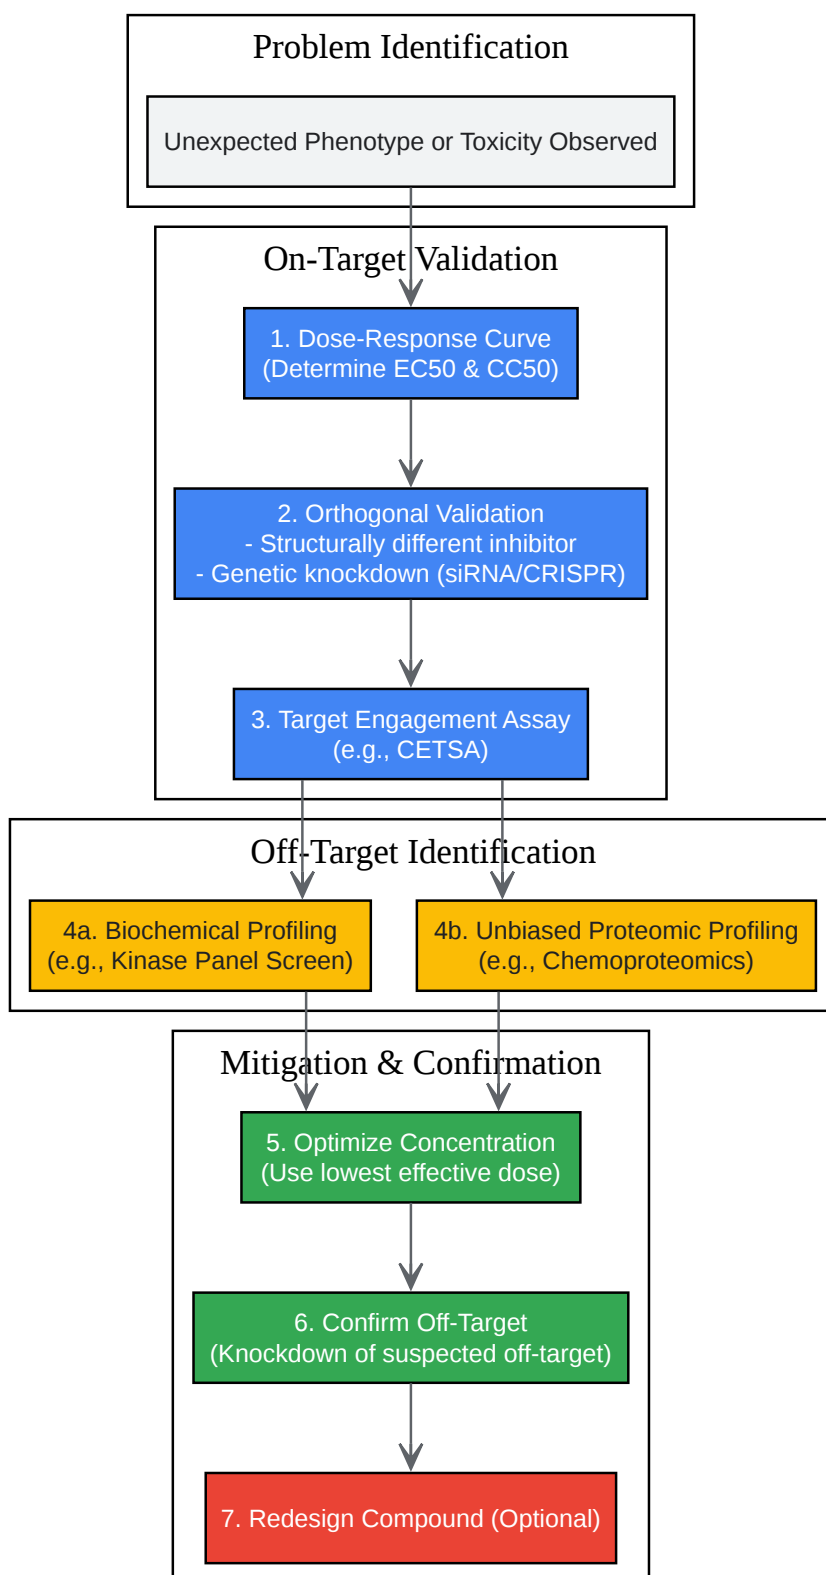 Problem Identification
Unexpected Phenotype or Toxicity Observed
On-Target Validation
1. Dose-Response Curve
(Determine EC50 & CC50)
2. Orthogonal Validation
- Structurally different inhibitor
- Genetic knockdown (siRNA/CRISPR)
3. Target Engagement Assay
(e.g., CETSA)
Off-Target Identification
4a. Biochemical Profiling
(e.g., Kinase Panel Screen)
4b. Unbiased Proteomic Profiling
(e.g., Chemoproteomics)
Mitigation & Confirmation
5. Optimize Concentration
(Use lowest effective dose)
6. Confirm Off-Target
(Knockdown of suspected off-target)
7. Redesign Compound (Optional)